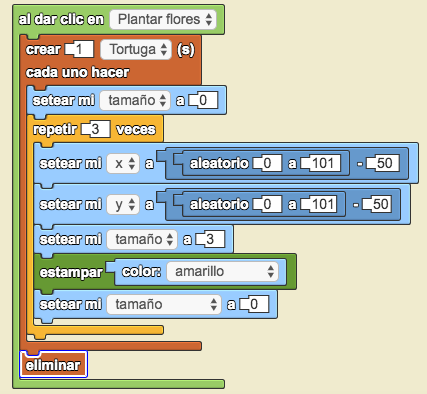 al dar clic en Plantar flores
crear 1 Tortuga (s)
cada uno hacer
setear mi tamaño a 0
repetir 3 veces
setear mi x a aleatorio 0 a 101 - 50
setear mi y a aleatorio 0 a 101 - 50
setear mi tamaño a 3
estampar color: amarillo
setear mi tamaño a 0
eliminar